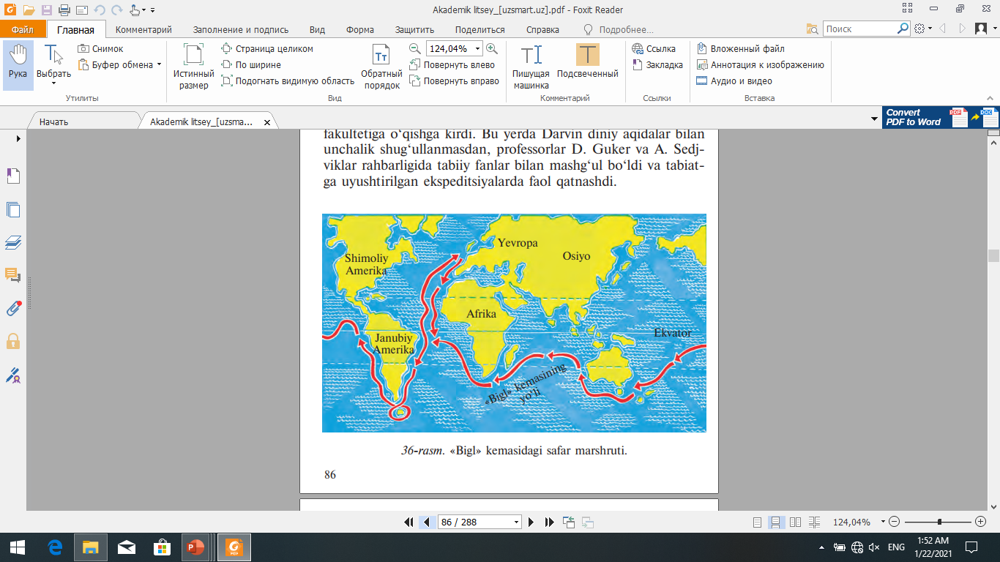 Akademik litsey_[uzsmart.uz].pdf - Foxit Reader
Файл
Главная
Комментарий
Заполнение и подпись
Вид
Форма
Защитить
Поделиться
Справка
Подробнее...
Поиск
Рука
Выбрать
Снимок
Буфер обмена
Утилиты
Истинный размер
Страница целиком
По ширине
Подогнать видимую область
Обратный порядок
124,04%
Повернуть влево
Повернуть вправо
Вид
Пишущая машинка
Подсвеченный
Комментарий
Ссылка
Закладка
Ссылки
Вложенный файл
Аннотация к изображению
Аудио и видео
Вставка
Начать
Akademik litsey_[uzsma...
Convert
PDF to Word
PDF
DOC
fakultetiga o‘qishga kirdi. Bu yerda Darvin diniy aqidalar bilan
unchalik shug‘ullanmasdan, professorlar D. Guker va A. Sedj-
viklar rahbarligida tabiiy fanlar bilan mashg‘ul bo‘ldi va tabiat-
ga uyushtirilgan ekspeditsiyalarda faol qatnashdi.
Shimoliy
Amerika
Yevropa
Osiyo
Afrika
Janubiy
Amerika
Ekvator
«Bigl» kemasining
yo‘li
36-rasm. «Bigl» kemasidagi safar marshruti.
86
86 / 288
124,04%
ENG
1:52 AM
1/22/2021
PDF